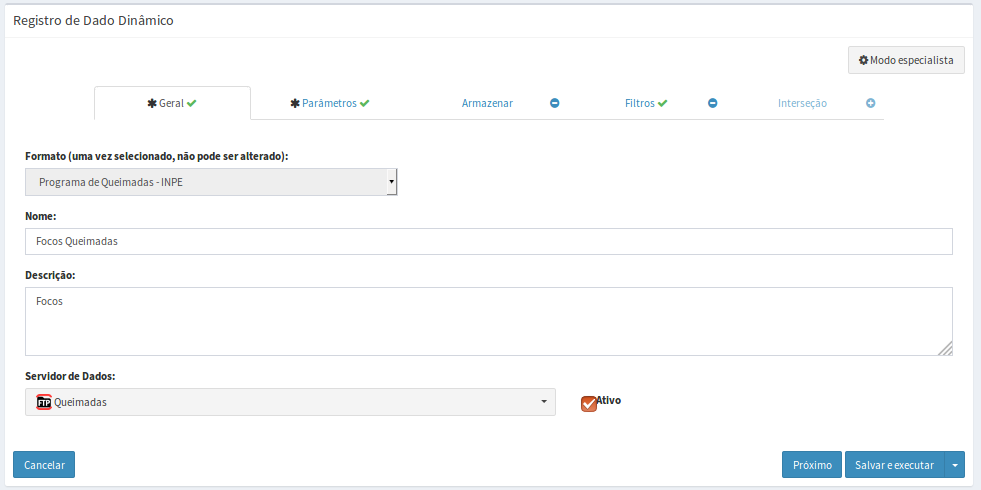 Registro de Dado Dinâmico
Modo especialista
✱ Geral
✱ Parâmetros
Armazenar
Filtros
Interseção
Formato (uma vez selecionado, não pode ser alterado):
Programa de Queimadas - INPE
Nome:
Focos Queimadas
Descrição:
Focos
Servidor de Dados:
FTP Queimadas
Ativo
Cancelar
Próximo
Salvar e executar